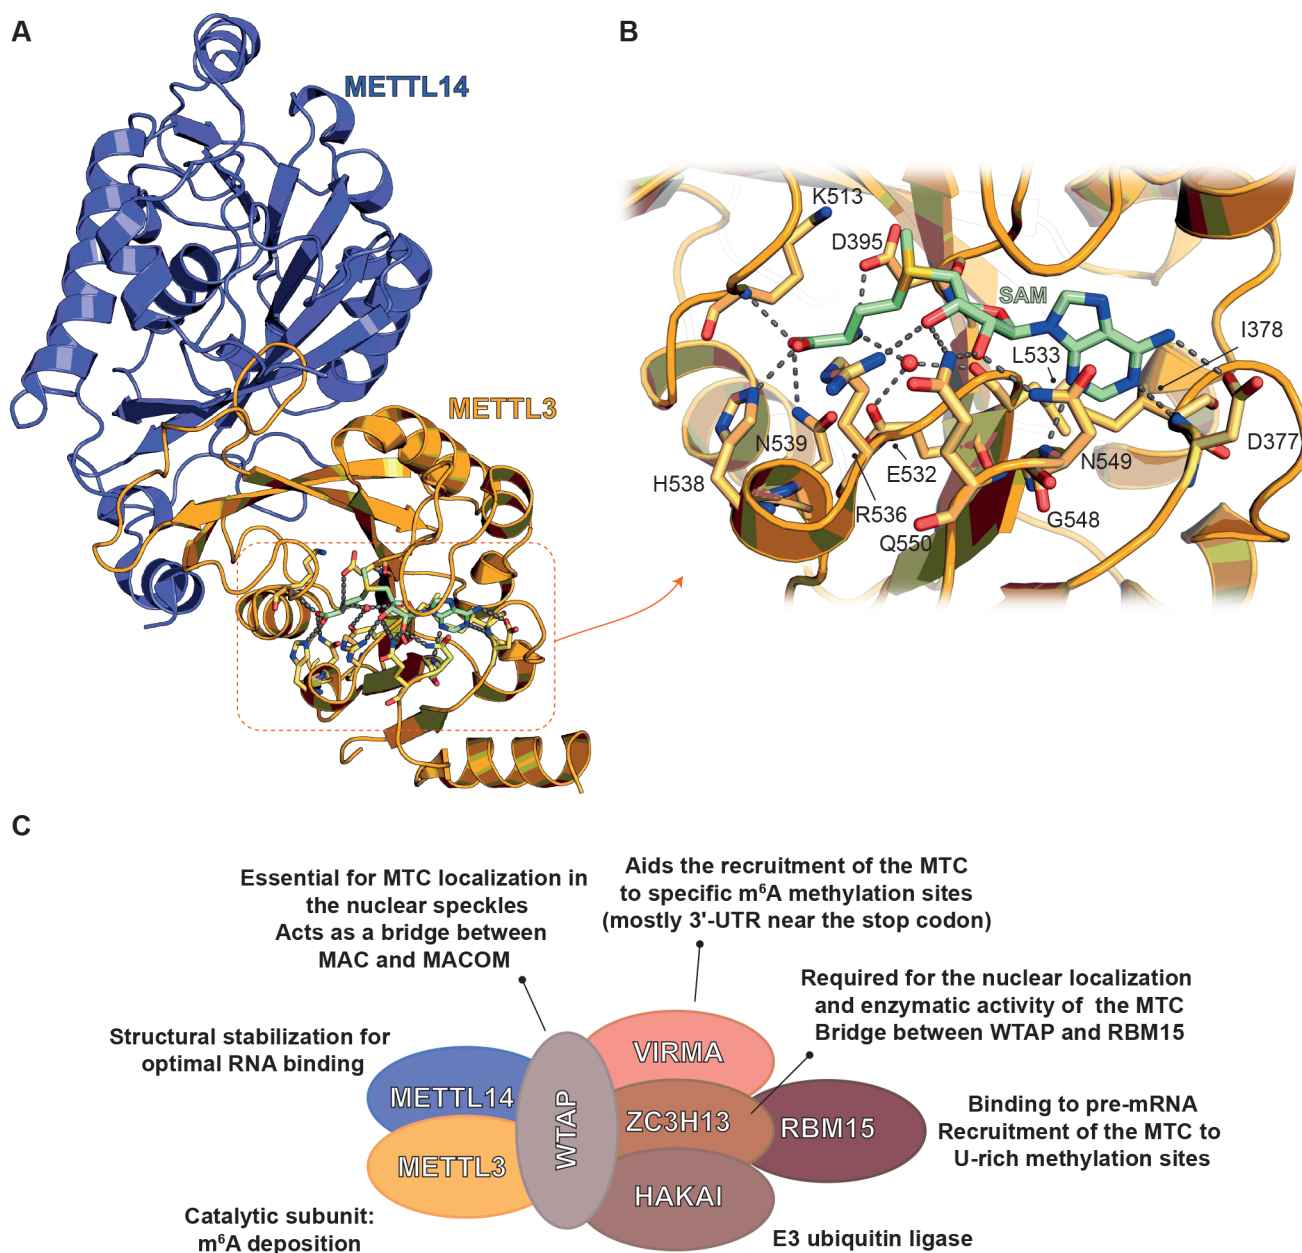 A
METTL14
METTL3
B
K513
D395
SAM
L533
I378
N539
H538
E532
R536
Q550
N549
G548
D377
C
Essential for MTC localization in
the nuclear speckles
Acts as a bridge between
MAC and MACOM
Aids the recruitment of the MTC
to specific m⁶A methylation sites
(mostly 3'-UTR near the stop codon)
Required for the nuclear localization
and enzymatic activity of the MTC
Bridge between WTAP and RBM15
Structural stabilization for
optimal RNA binding
METTL14
METTL3
WTAP
VIRMA
ZC3H13
RBM15
HAKAI
Binding to pre-mRNA
Recruitment of the MTC to
U-rich methylation sites
Catalytic subunit:
m⁶A deposition
E3 ubiquitin ligase